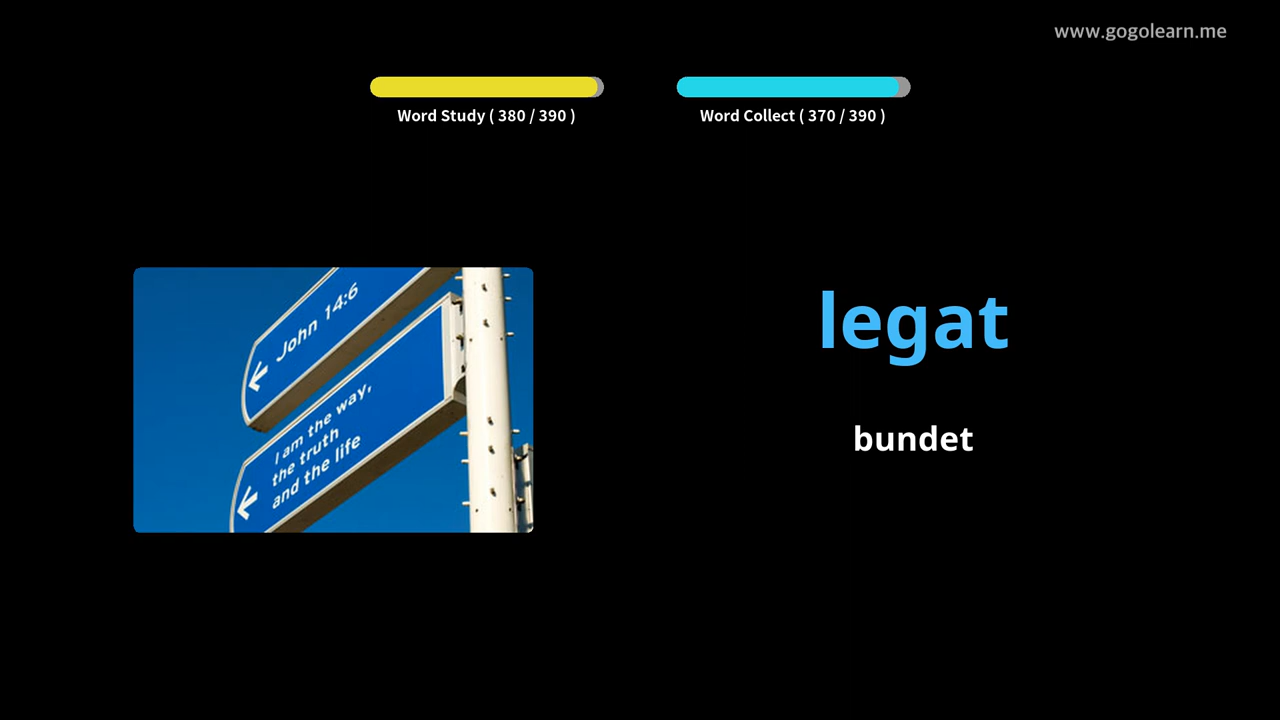 www.gogolearn.me
Word Study ( 380 / 390 )
Word Collect ( 370 / 390 )
John 14:6
I am the way,
the truth
and the life
legat
bundet